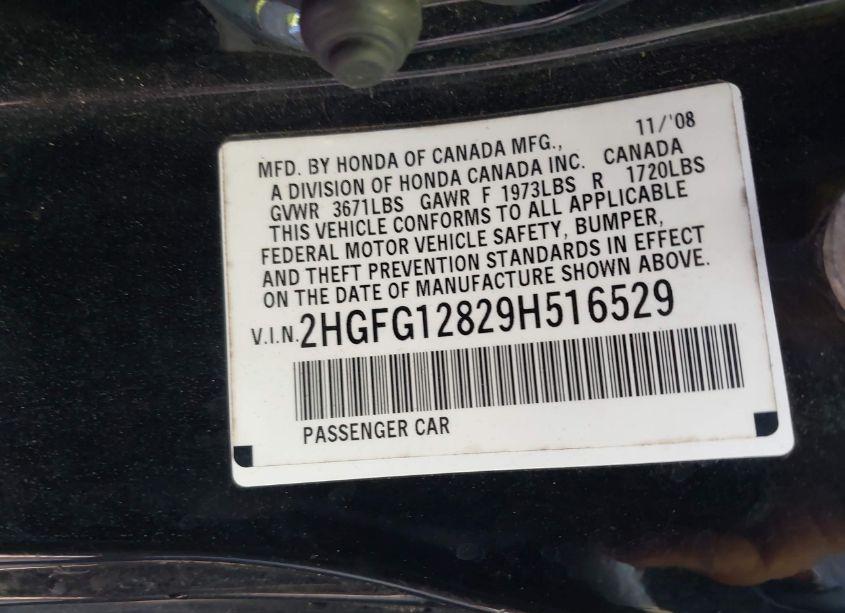 11/'08
MFD. BY HONDA OF CANADA MFG.,
A DIVISION OF HONDA CANADA INC. CANADA
GVWR 3671LBS GAWR F 1973LBS R 1720LBS
THIS VEHICLE CONFORMS TO ALL APPLICABLE
FEDERAL MOTOR VEHICLE SAFETY, BUMPER,
AND THEFT PREVENTION STANDARDS IN EFFECT
ON THE DATE OF MANUFACTURE SHOWN ABOVE.
V.I.N. 2HGFG12829H516529
PASSENGER CAR